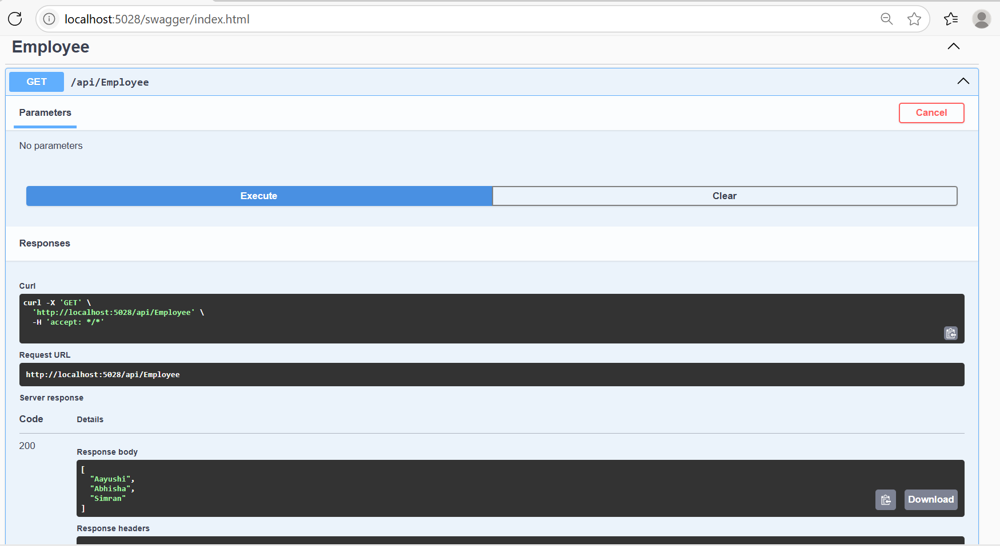 localhost:5028/swagger/index.html
Employee
GET /api/Employee
Parameters
Cancel
No parameters
Execute
Clear
Responses
Curl
curl -X 'GET' \
'http://localhost:5028/api/Employee' \
-H 'accept: */*'
Request URL
http://localhost:5028/api/Employee
Server response
Code Details
200
Response body
[
"Aayushi",
"Abhisha",
"Simran"
]
Download
Response headers